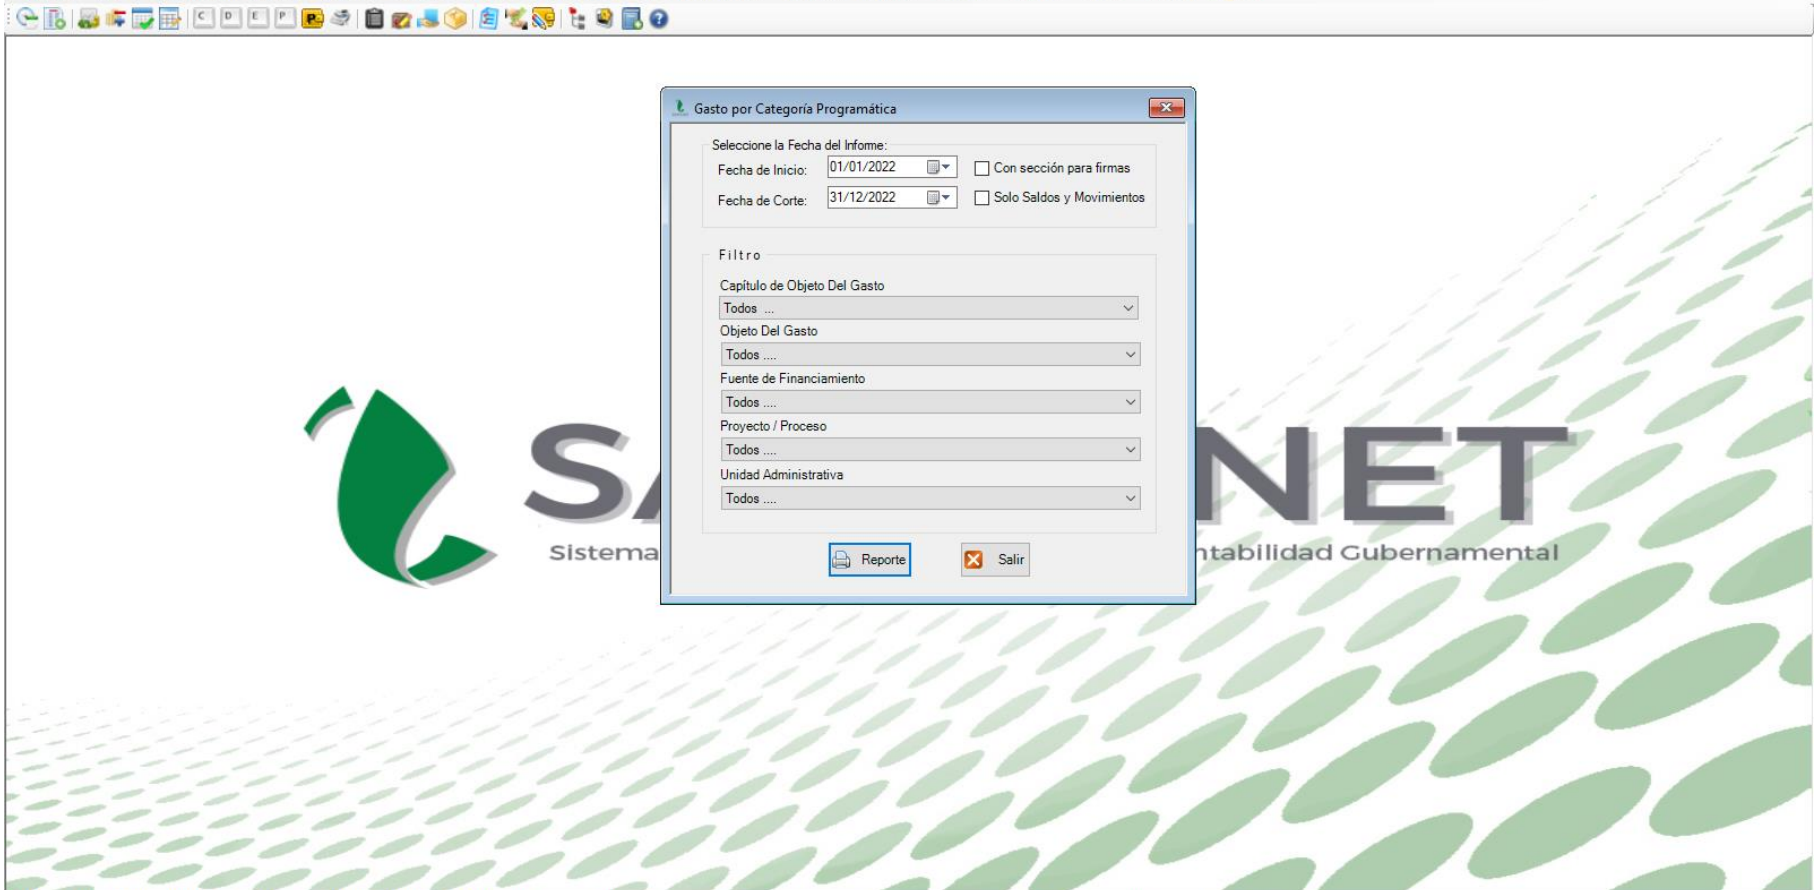 C D E P P
Gasto por Categoría Programática
Seleccione la Fecha del Informe:
Fecha de Inicio: 01/01/2022 Con sección para firmas
Fecha de Corte: 31/12/2022 Solo Saldos y Movimientos
Filtro
Capítulo de Objeto Del Gasto
Todos ...
Objeto Del Gasto
Todos ....
Fuente de Financiamiento
Todos ....
Proyecto / Proceso
Todos ....
Unidad Administrativa
Todos ....
Reporte Salir
NET
Sistema
ntabilidad Gubernamental